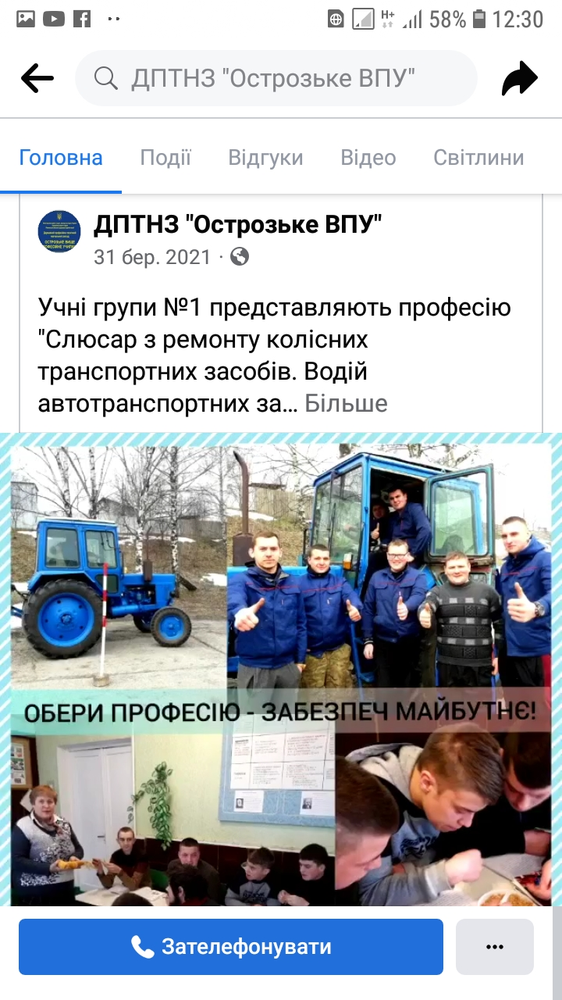 H+ 58% 12:30
ДПТНЗ "Острозьке ВПУ"
Головна Події Відгуки Відео Світлини
ДПТНЗ "Острозьке ВПУ"
31 бер. 2021 ·
Учні групи №1 представляють професію
"Слюсар з ремонту колісних
транспортних засобів. Водій
автотранспортних за... Більше
ОБЕРИ ПРОФЕСІЮ - ЗАБЕЗПЕЧ МАЙБУТНЄ!
Зателефонувати